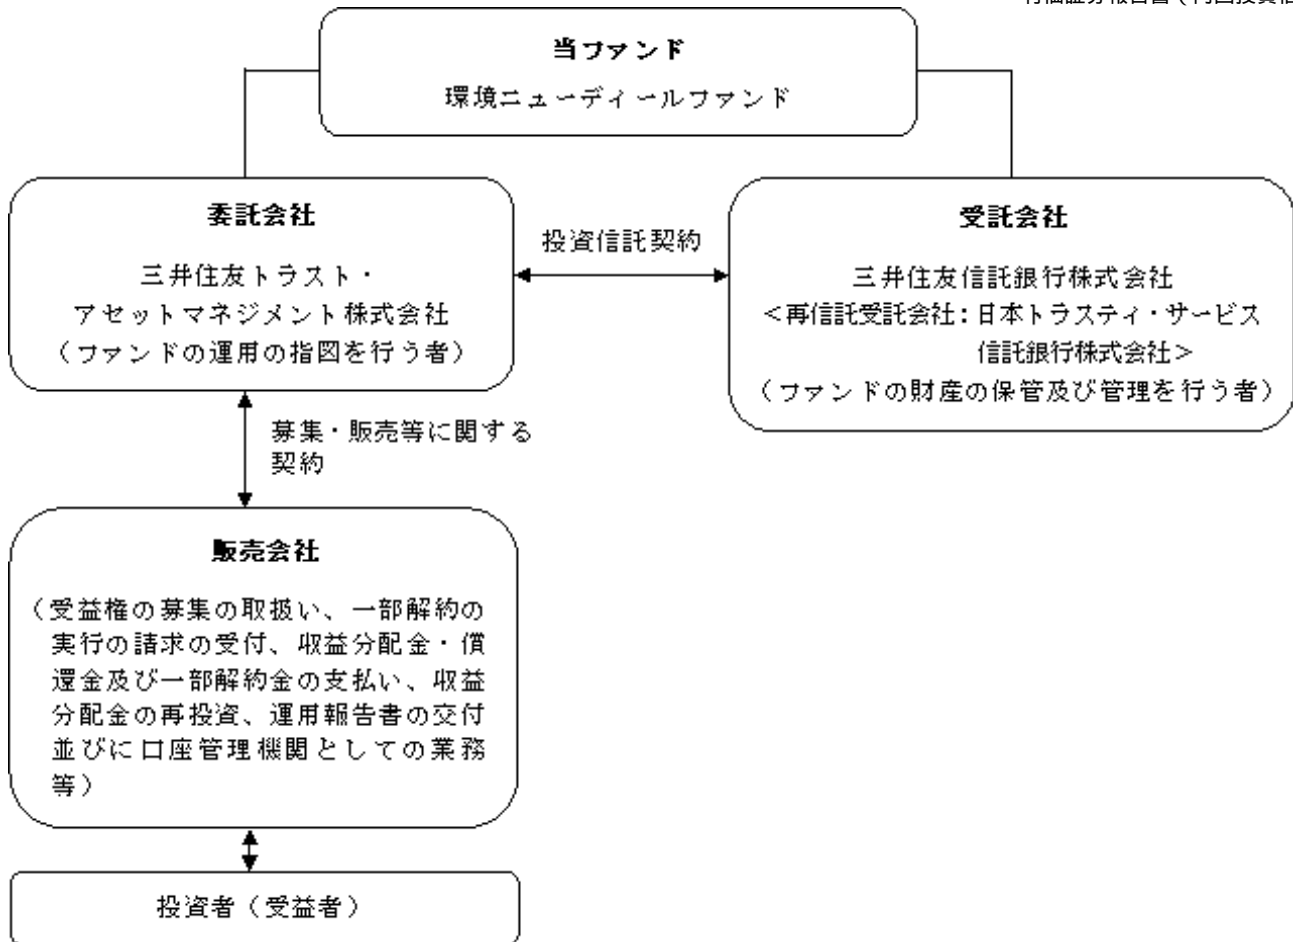 当ファンド
環境ニューディールファンド
委託会社
三井住友トラスト・
アセットマネジメント株式会社
（ファンドの運用の指図を行う者）
投資信託契約
受託会社
三井住友信託銀行株式会社
＜再信託受託会社：日本トラスティ・サービス
信託銀行株式会社＞
（ファンドの財産の保管及び管理を行う者）
募集・販売等に関する
契約
販売会社
（受益権の募集の取扱い、一部解約の
実行の請求の受付、収益分配金・償
還金及び一部解約金の支払い、収益
分配金の再投資、運用報告書の交付
並びに口座管理機関としての業務
等）
投資者（受益者）